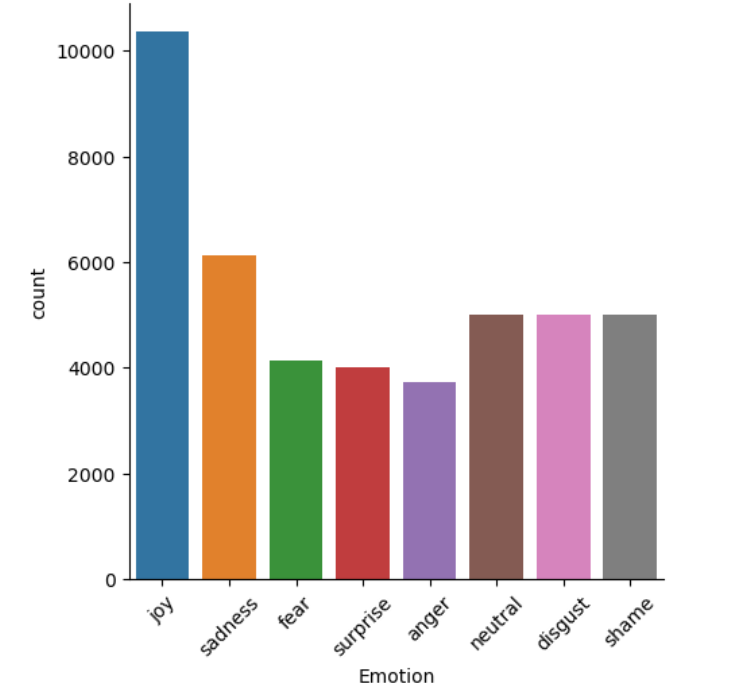 10000
8000
6000
4000
2000
0
count
joy
sadness
fear
surprise
anger
neutral
disgust
shame
Emotion